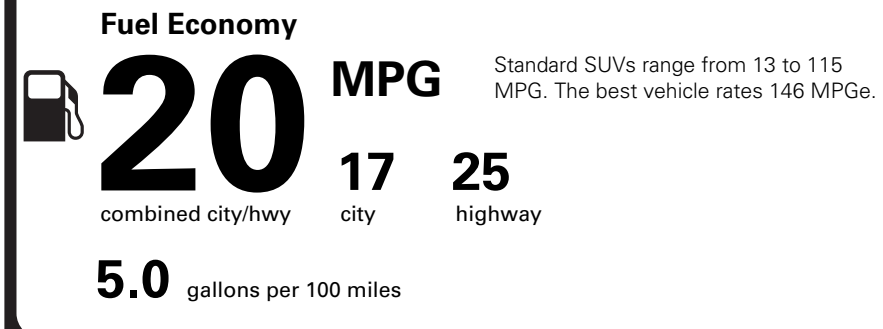 Fuel Economy
20 MPG
Standard SUVs range from 13 to 115
MPG. The best vehicle rates 146 MPGe.
17 25
combined city/hwy city highway
5.0 gallons per 100 miles